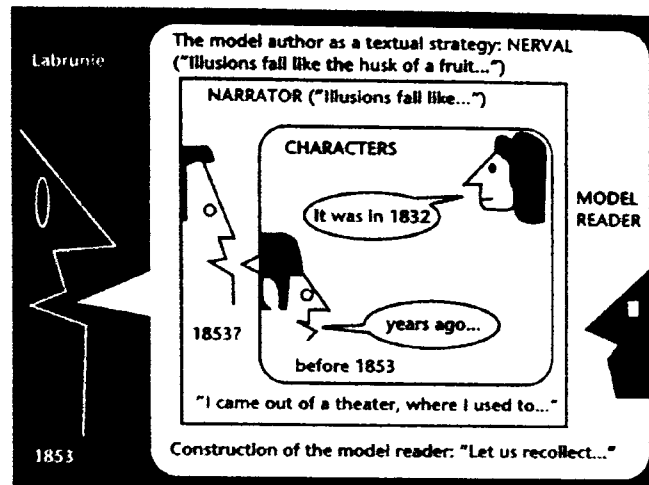 Labrunie
The model author as a textual strategy: NERVAL
("Illusions fall like the husk of a fruit...")
NARRATOR ("Illusions fall like...")
CHARACTERS
It was in 1832
MODEL
READER
years ago...
1853?
before 1853
"I came out of a theater, where I used to..."
Construction of the model reader: "Let us recollect..."
1853